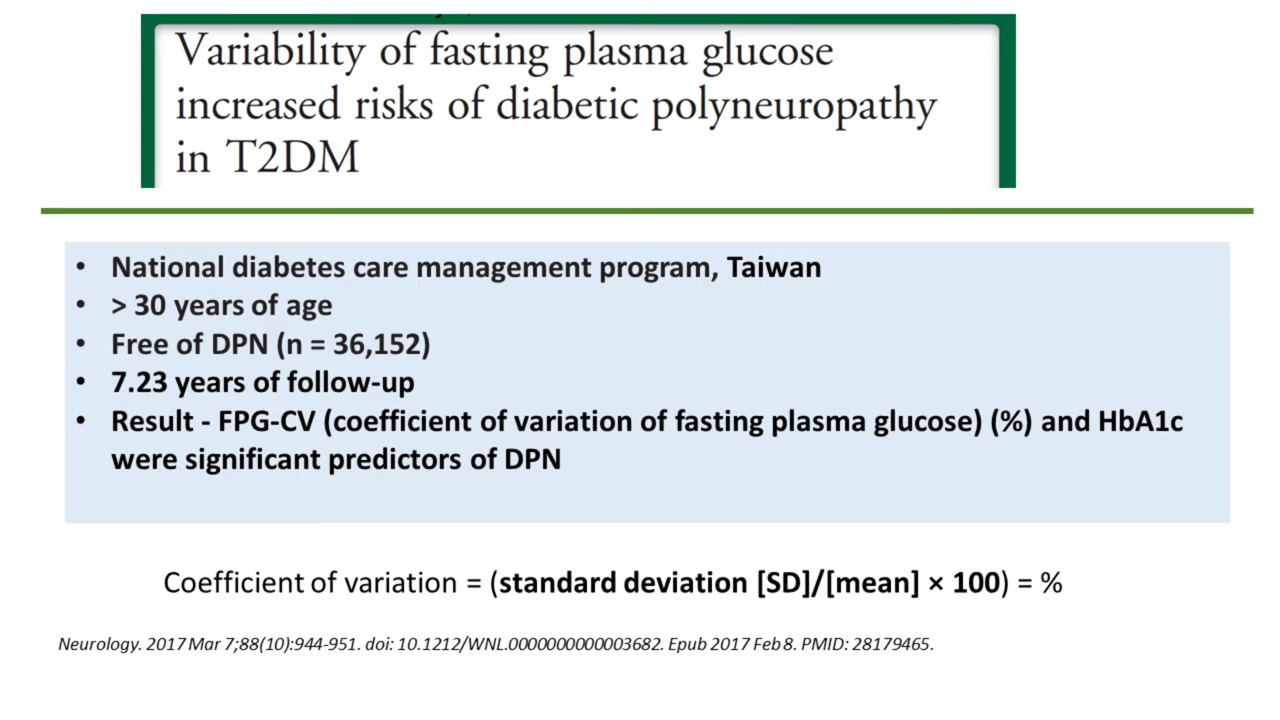 Variability of fasting plasma glucose
increased risks of diabetic polyneuropathy
in T2DM
• National diabetes care management program, Taiwan
• > 30 years of age
• Free of DPN (n = 36,152)
• 7.23 years of follow-up
• Result - FPG-CV (coefficient of variation of fasting plasma glucose) (%) and HbA1c
were significant predictors of DPN
Coefficient of variation = (standard deviation [SD]/[mean] × 100) = %
Neurology. 2017 Mar 7;88(10):944-951. doi: 10.1212/WNL.0000000000003682. Epub 2017 Feb 8. PMID: 28179465.